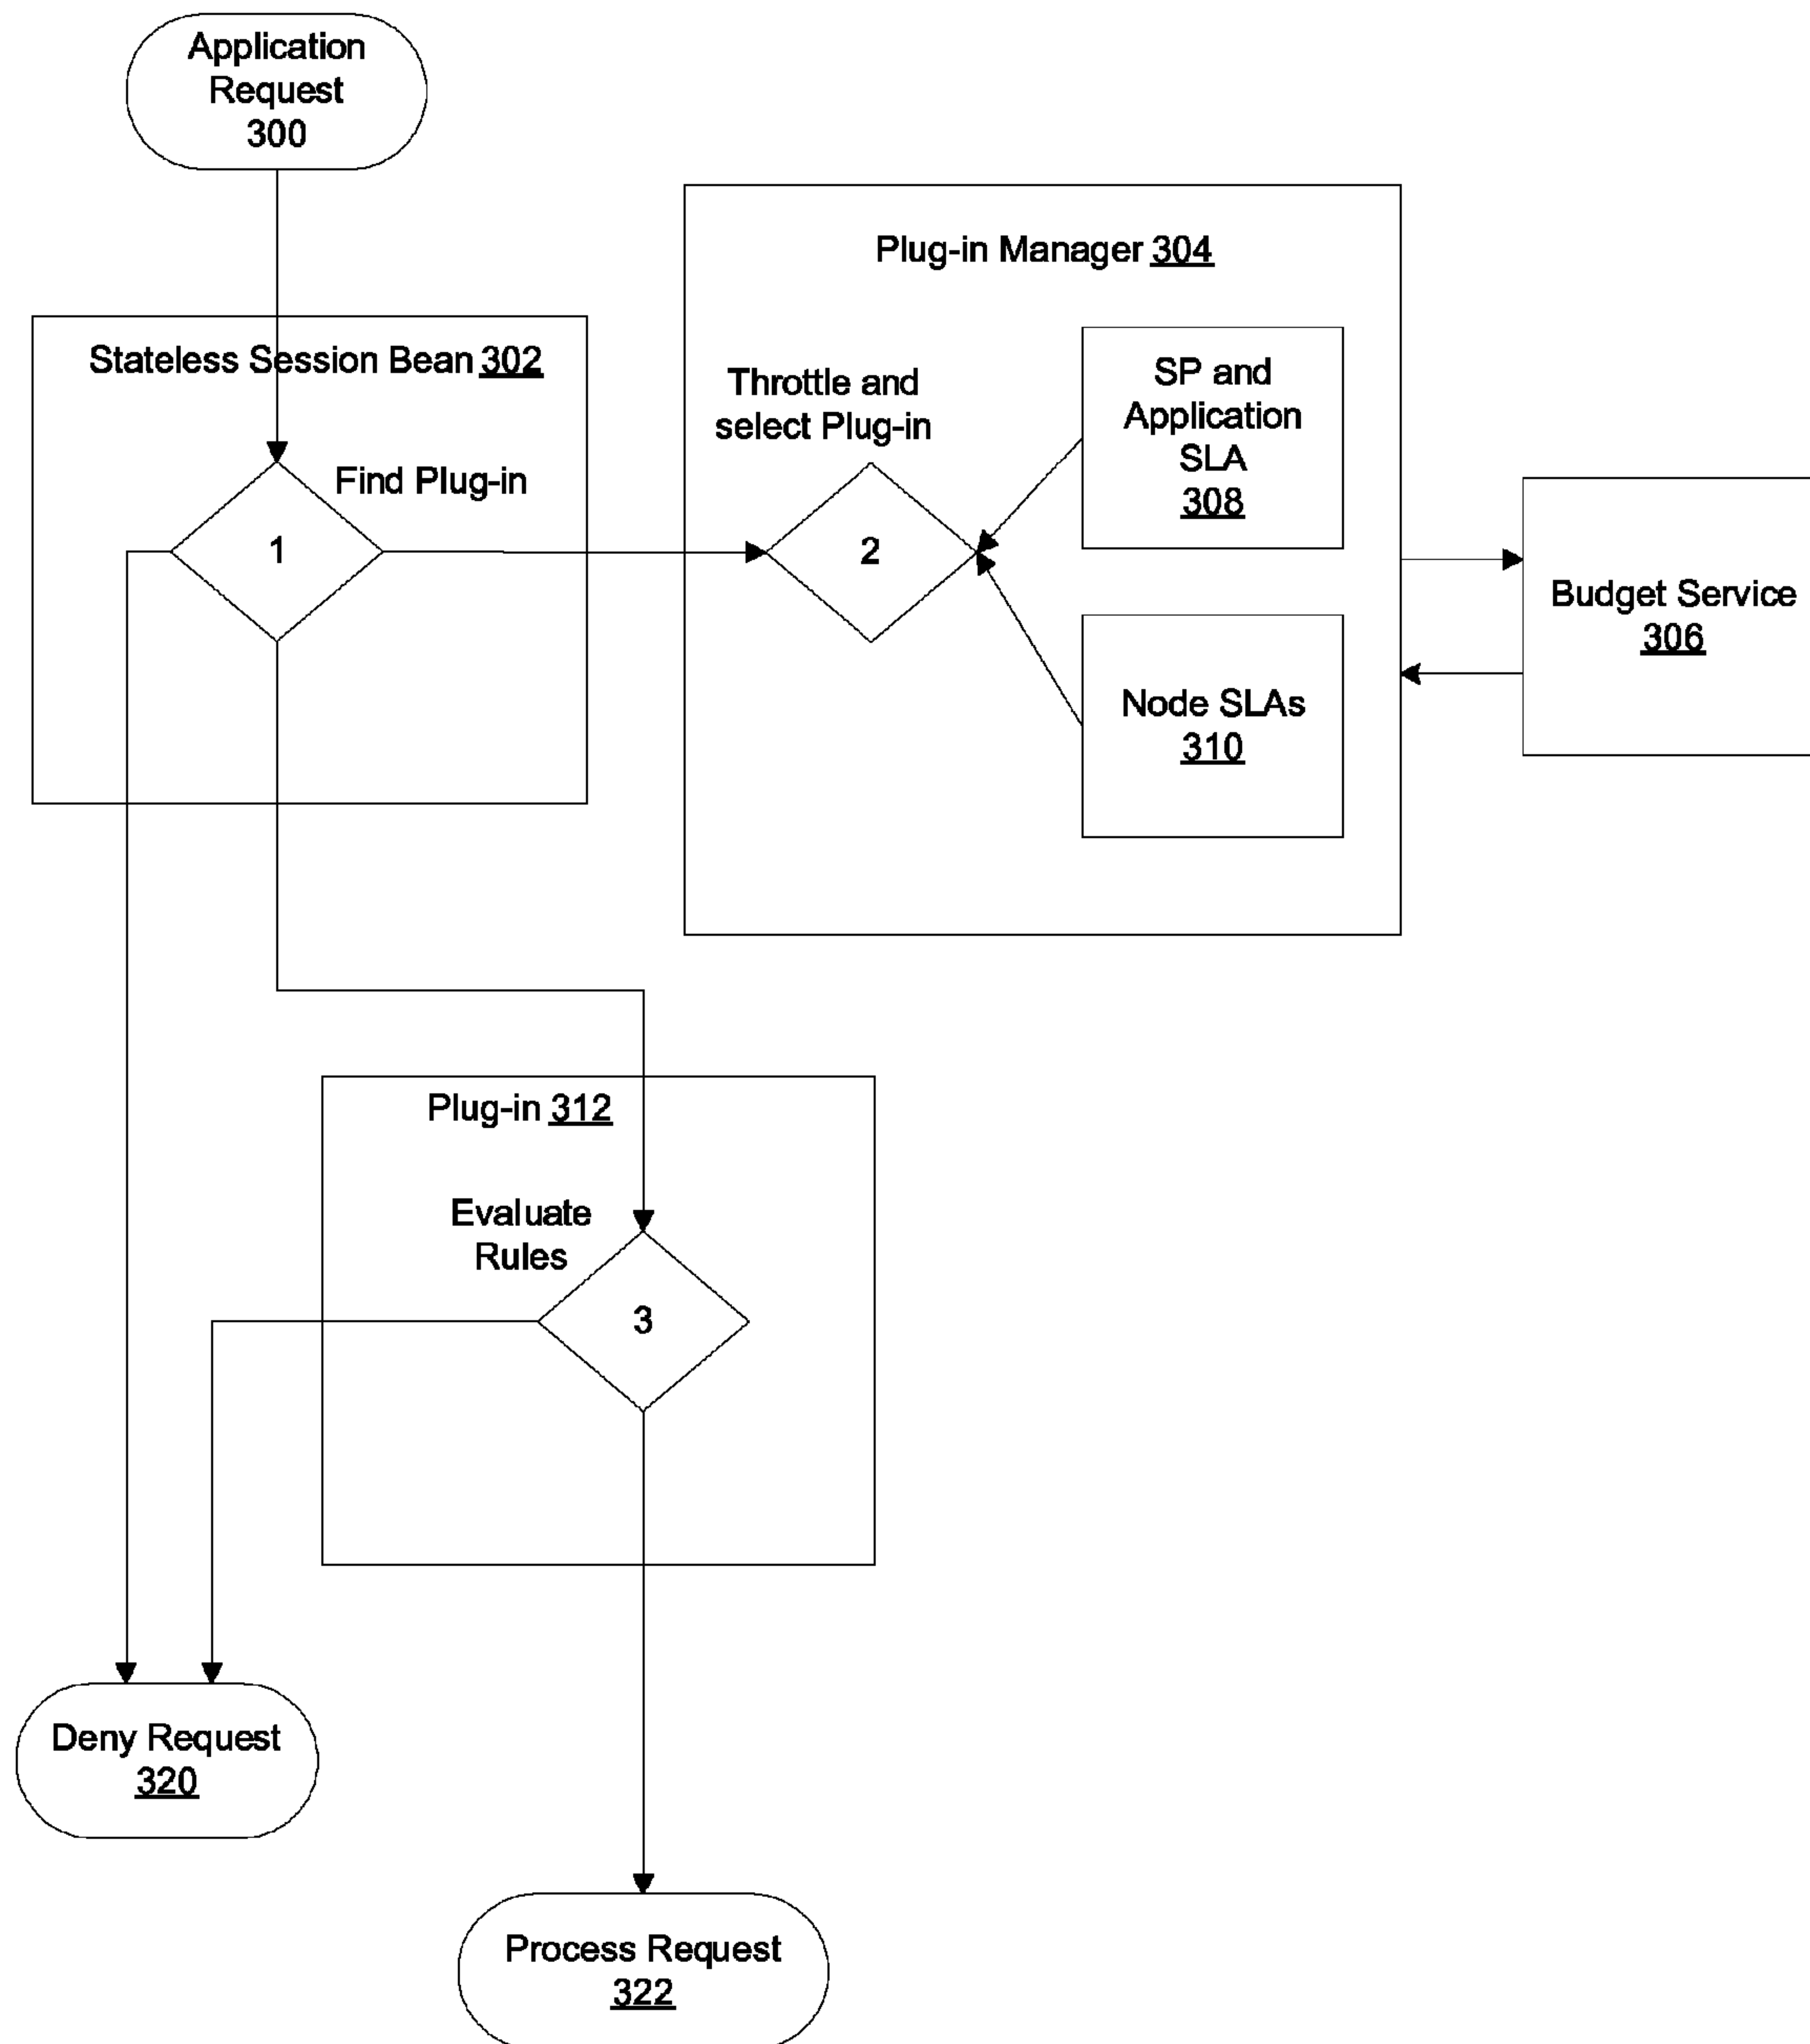 Application
Request
300
Plug-in Manager 304
Stateless Session Bean 302
Throttle and
select Plug-in
SP and
Application
SLA
308
Find Plug-in
1
2
Budget Service
306
Node SLAs
310
Plug-in 312
Evaluate
Rules
3
Deny Request
320
Process Request
322